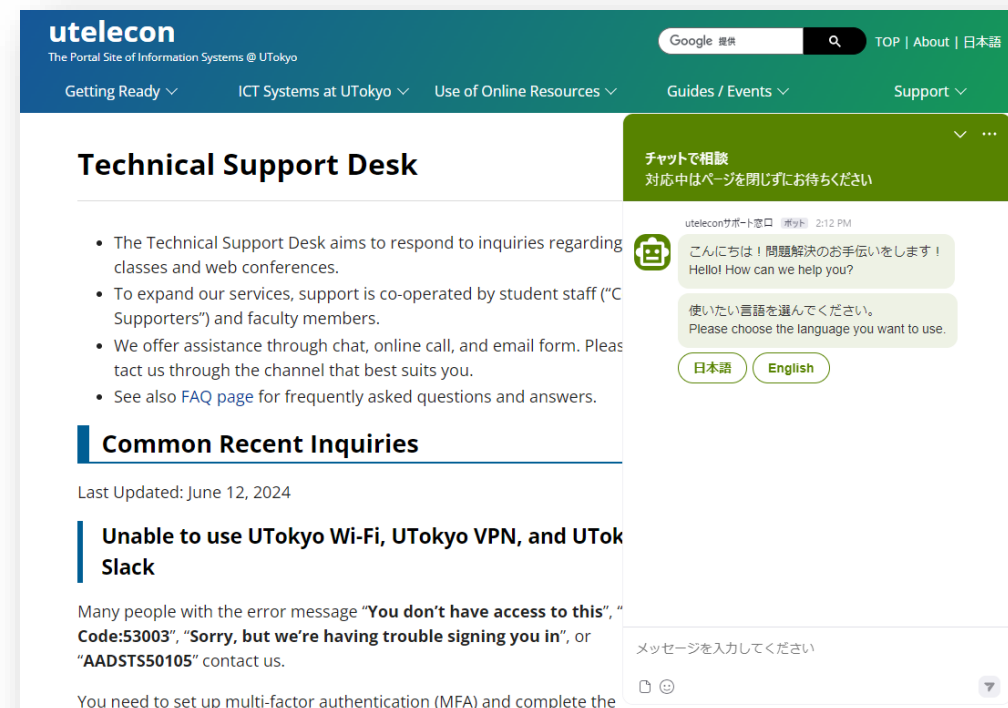 utelecon
The Portal Site of Information Systems @ UTokyo
Google 提供
TOP | About | 日本語
Getting Ready
ICT Systems at UTokyo
Use of Online Resources
Guides / Events
Support
Technical Support Desk
The Technical Support Desk aims to respond to inquiries regarding
classes and web conferences.
To expand our services, support is co-operated by student staff (“C
Supporters”) and faculty members.
We offer assistance through chat, online call, and email form. Pleas
tact us through the channel that best suits you.
See also FAQ page for frequently asked questions and answers.
Common Recent Inquiries
Last Updated: June 12, 2024
Unable to use UTokyo Wi-Fi, UTokyo VPN, and UTok
Slack
Many people with the error message “You don’t have access to this”, “
Code:53003”, “Sorry, but we’re having trouble signing you in”, or
“AADSTS50105” contact us.
You need to set up multi-factor authentication (MFA) and complete the
チャットで相談
対応中はページを閉じずにお待ちください
uteleconサポート窓口 ボット 2:12 PM
こんにちは！問題解決のお手伝いをします！
Hello! How can we help you?
使いたい言語を選んでください。
Please choose the language you want to use.
日本語
English
メッセージを入力してください